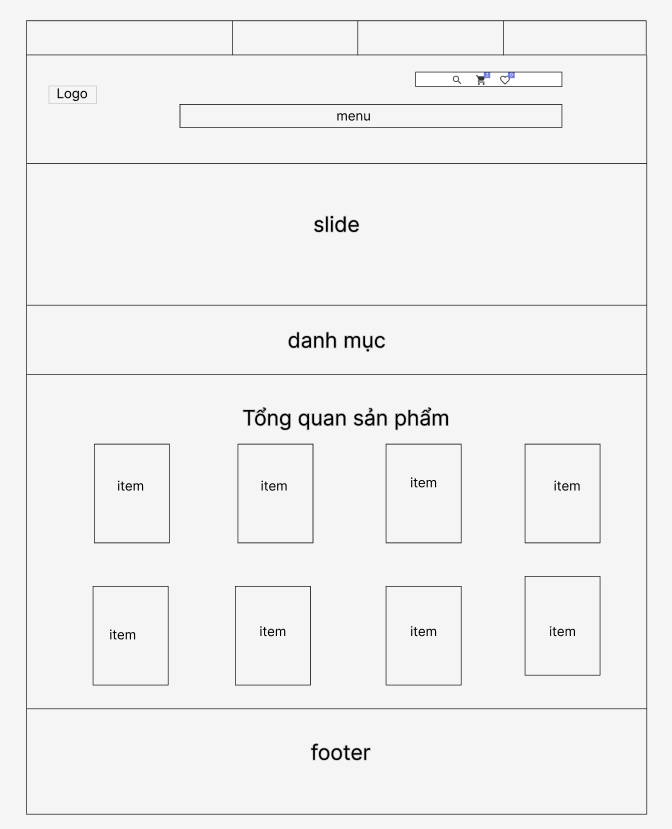 Logo
menu
slide
danh mục
Tổng quan sản phẩm
item
item
item
item
item
item
item
item
footer